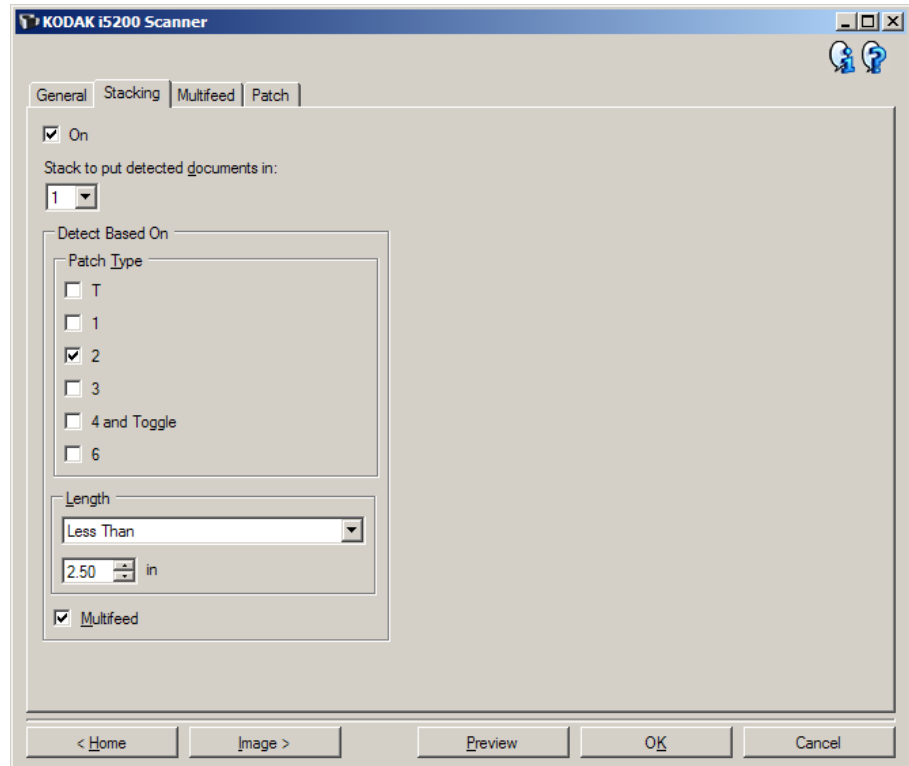 KODAK i5200 Scanner
General Stacking Multifeed Patch
On
Stack to put detected documents in:
1
Detect Based On
Patch Type
T
1
2
3
4 and Toggle
6
Length
Less Than
2.50 in
Multifeed
< Home Image > Preview OK Cancel